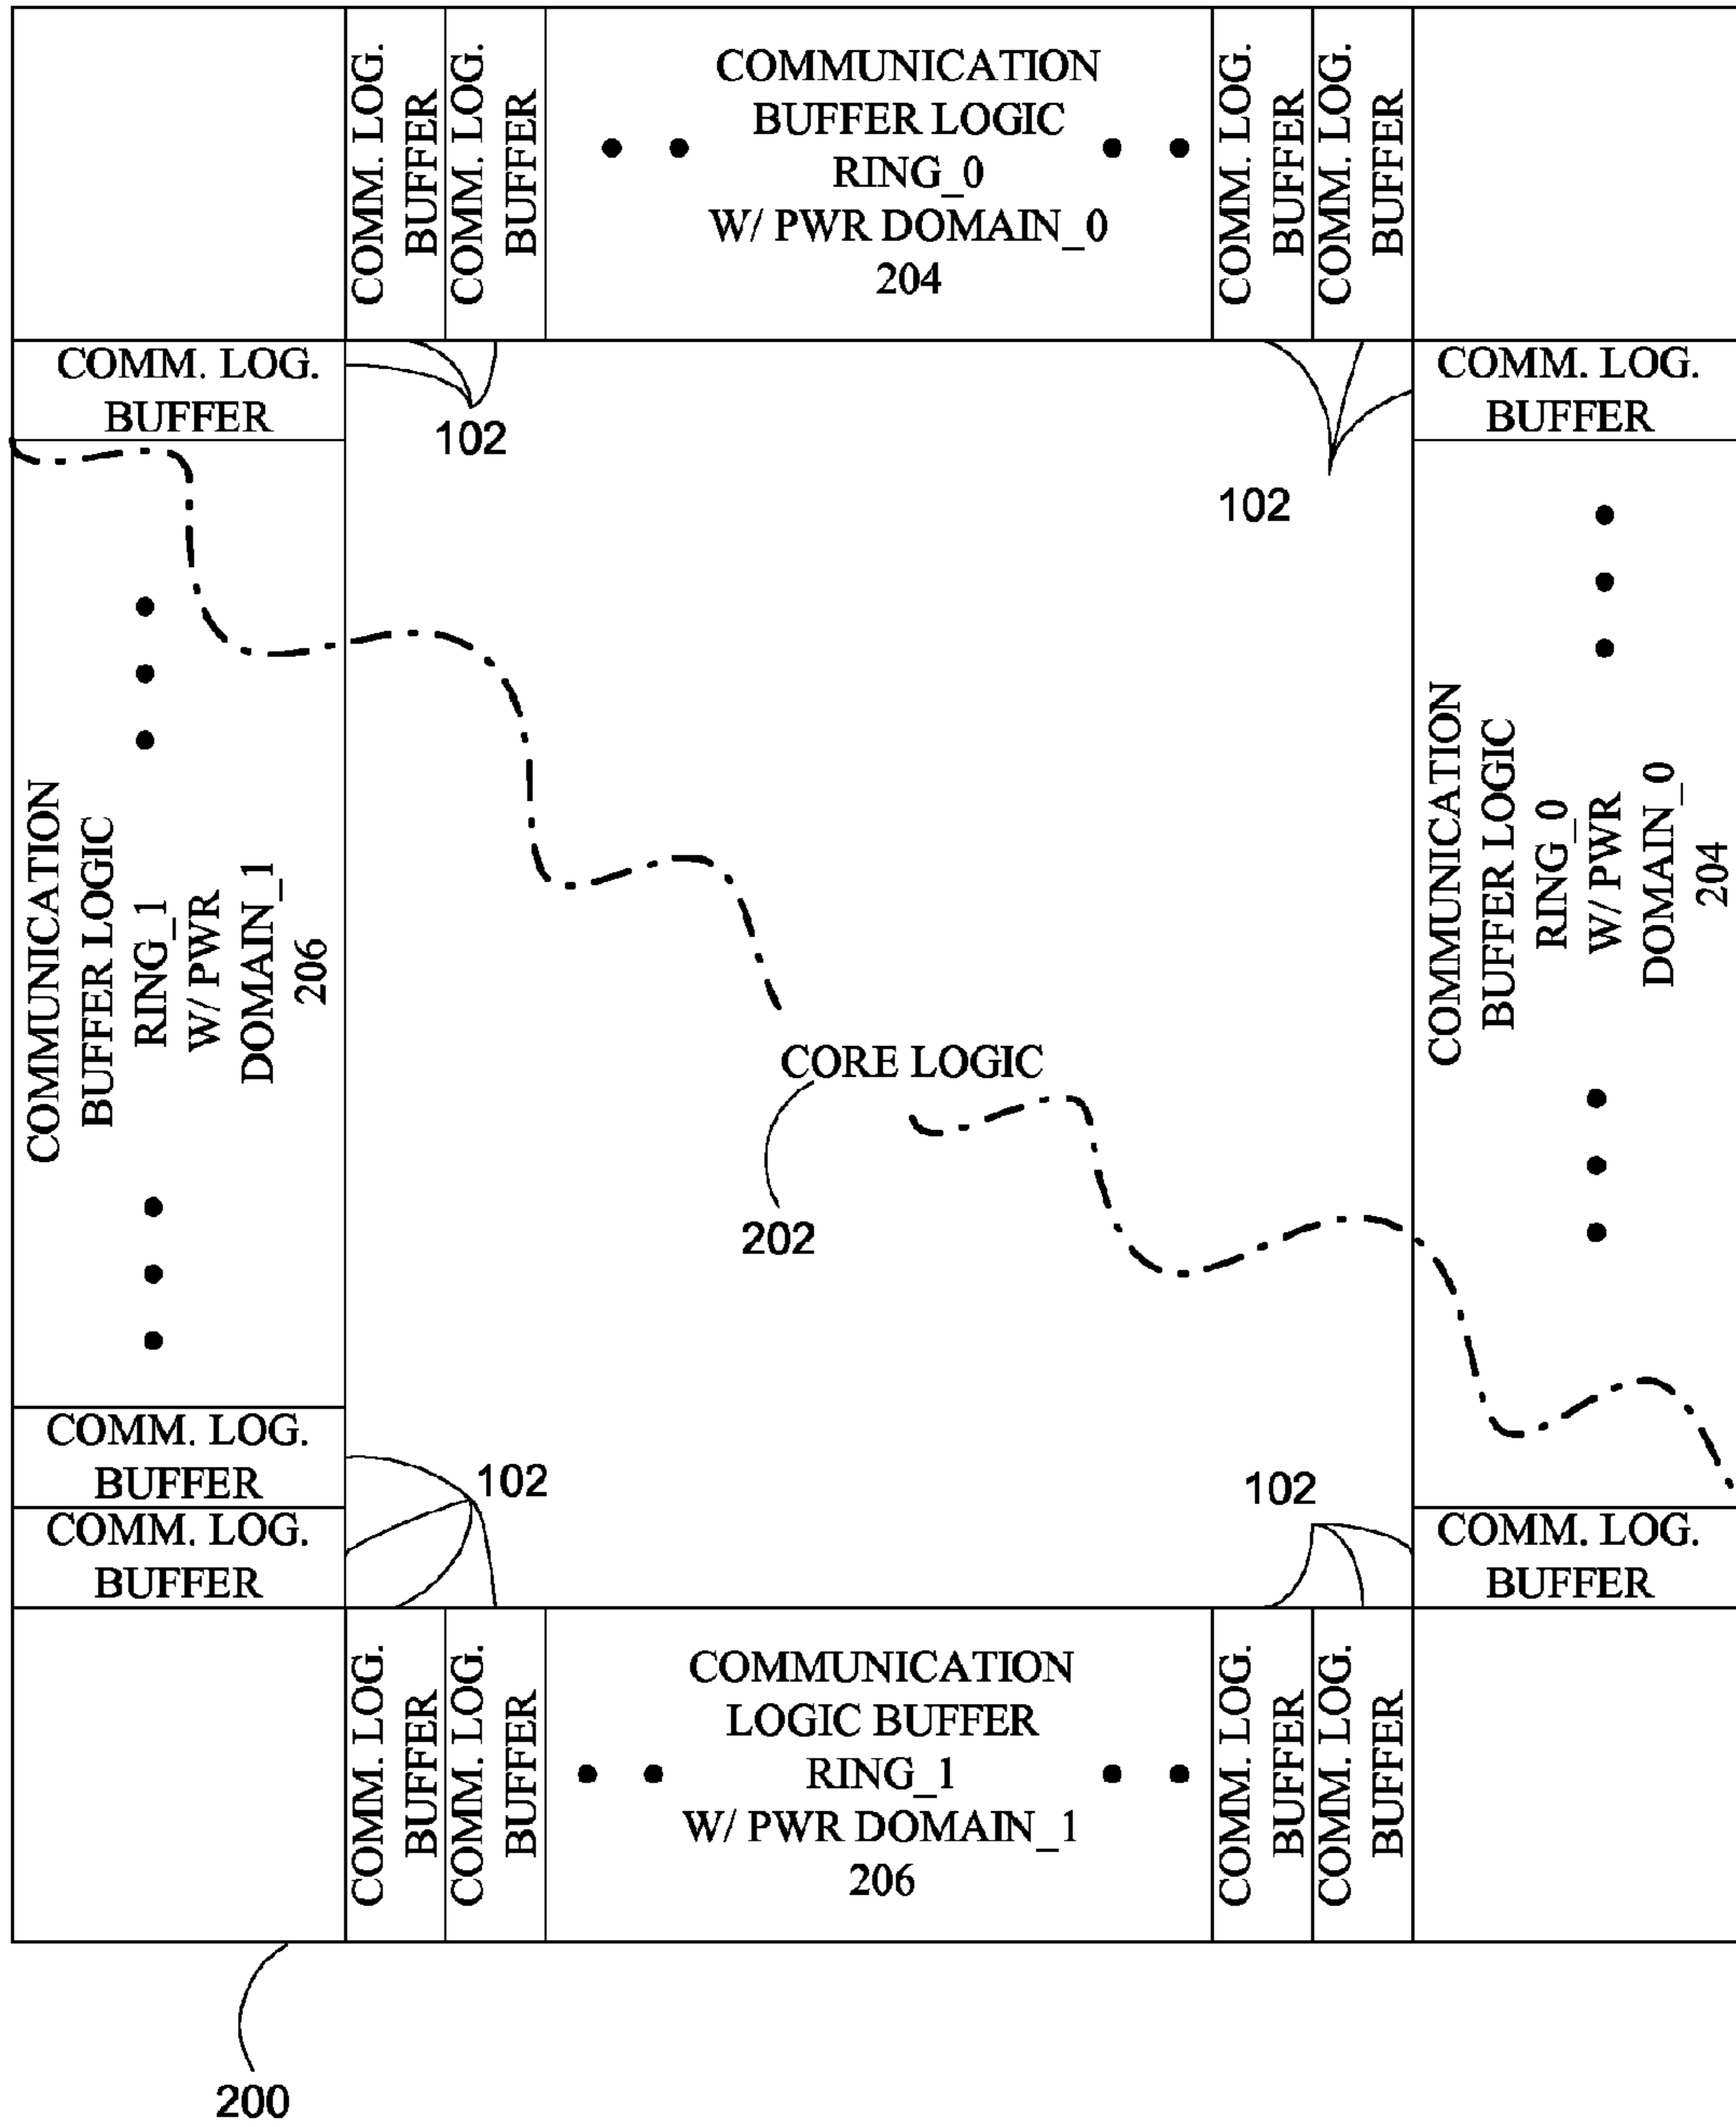 COMM. LOG.
BUFFER
COMM. LOG.
BUFFER
COMMUNICATION
BUFFER LOGIC
RING_0
W/ PWR DOMAIN_0
204
COMM. LOG.
BUFFER
COMM. LOG.
BUFFER
COMM. LOG.
BUFFER
102
102
COMM. LOG.
BUFFER
COMMUNICATION
BUFFER LOGIC
RING_1
W/ PWR
DOMAIN_1
206
CORE LOGIC
202
COMMUNICATION
BUFFER LOGIC
RING_0
W/ PWR
DOMAIN_0
204
COMM. LOG.
BUFFER
COMM. LOG.
BUFFER
102
102
COMM. LOG.
BUFFER
COMM. LOG.
BUFFER
COMM. LOG.
BUFFER
COMMUNICATION
LOGIC BUFFER
RING_1
W/ PWR DOMAIN_1
206
COMM. LOG.
BUFFER
COMM. LOG.
BUFFER
200